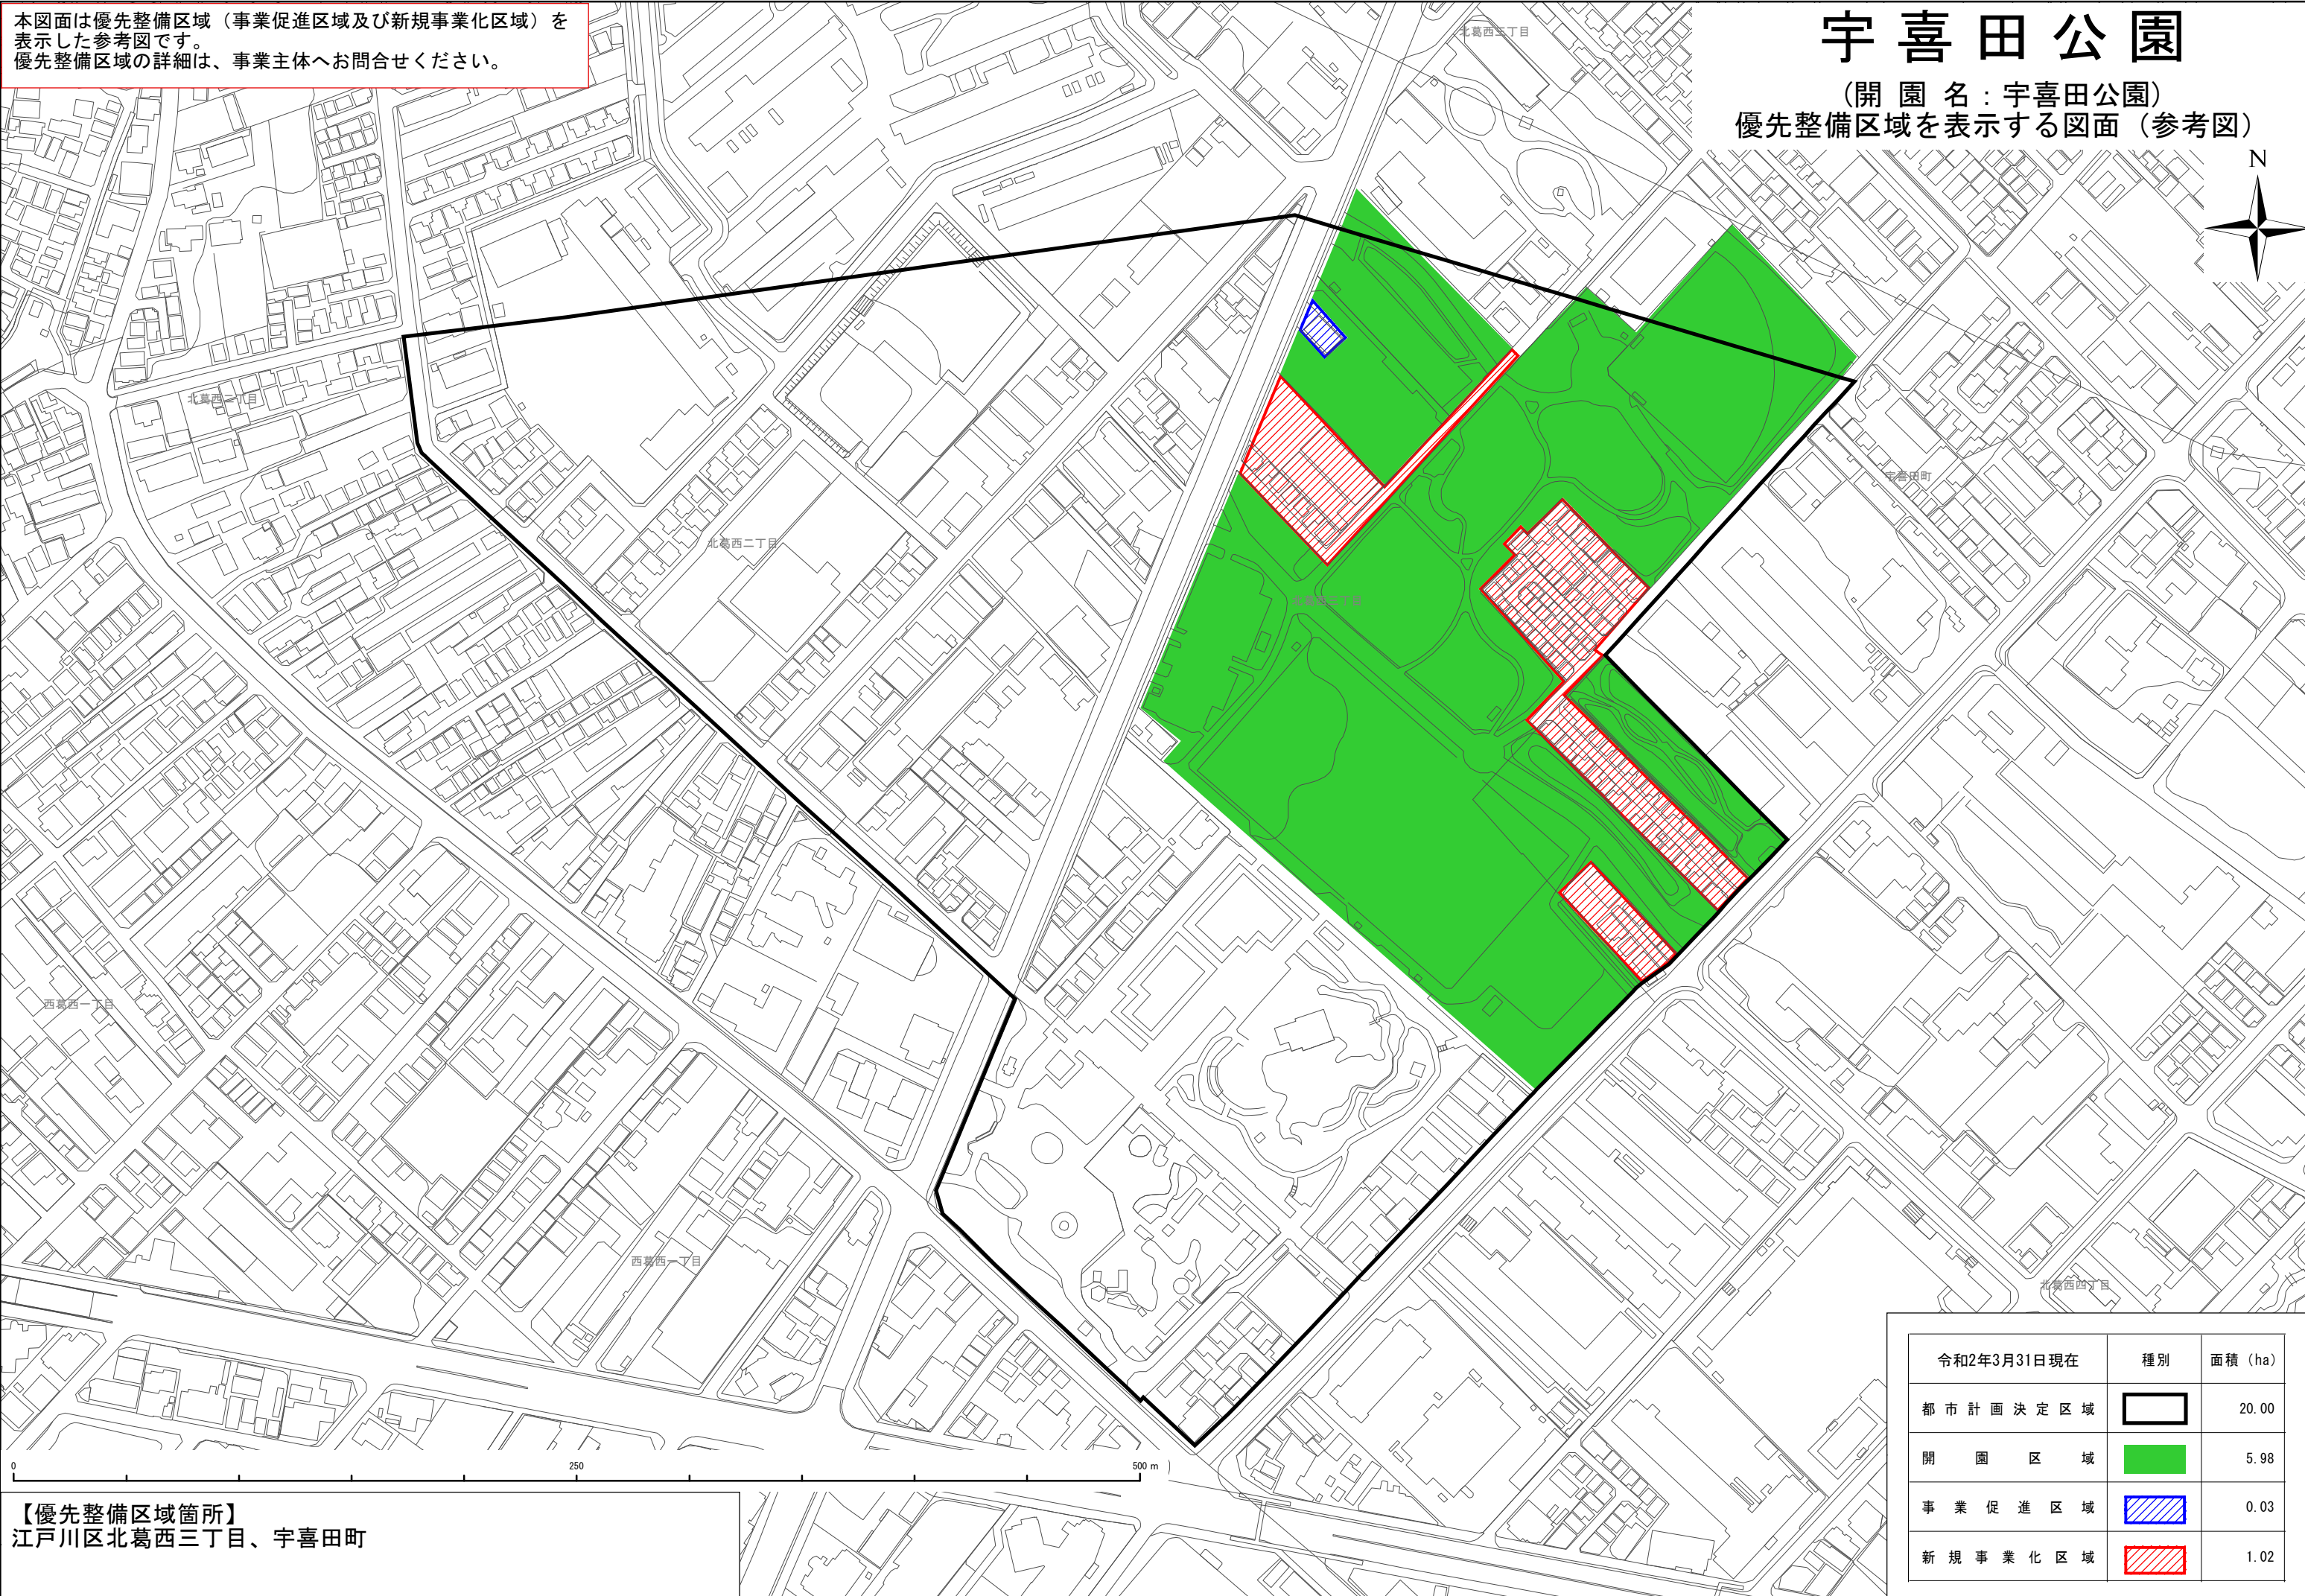 本図面は優先整備区域（事業促進区域及び新規事業化区域）を
表示した参考図です。
優先整備区域の詳細は、事業主体へお問合せください。
宇喜田公園
（開園名：宇喜田公園）
優先整備区域を表示する図面（参考図）
N
北葛西三丁目
北葛西二丁目
宇喜田町
北葛西二丁目
北葛西三丁目
西葛西一丁目
西葛西一丁目
北葛西四丁目
0 250 500 m
【優先整備区域箇所】
江戸川区北葛西三丁目、宇喜田町
令和2年3月31日現在 種別 面積（ha）
都市計画決定区域 20.00
開園区域 5.98
事業促進区域 0.03
新規事業化区域 1.02